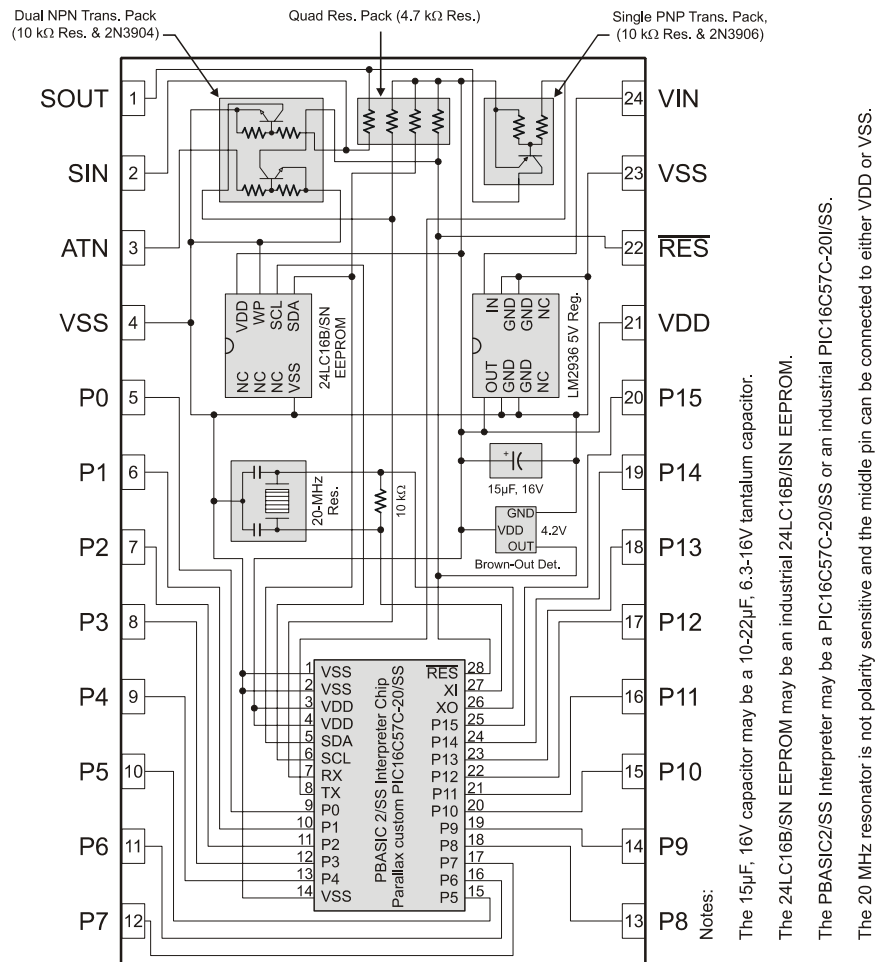 Dual NPN Trans. Pack
(10 kΩ Res. & 2N3904)
Quad Res. Pack (4.7 kΩ Res.)
Single PNP Trans. Pack,
(10 kΩ Res. & 2N3906)
SOUT 1
SIN 2
ATN 3
VSS 4
P0 5
P1 6
P2 7
P3 8
P4 9
P5 10
P6 11
P7 12
24 VIN
23 VSS
22 RES
21 VDD
20 P15
19 P14
18 P13
17 P12
16 P11
15 P10
14 P9
13 P8
VDD
WP
SCL
SDA
NC
NC
NC
VSS
24LC16B/SN
EEPROM
IN
GND
GND
NC
OUT
GND
GND
NC
LM2936 5V Reg.
20-MHz
Res.
10 kΩ
+
15µF, 16V
GND
VDD
OUT
4.2V
Brown-Out Det.
1 VSS
2 VSS
3 VDD
4 VDD
5 SDA
6 SCL
7 RX
8 TX
9 P0
10 P1
11 P2
12 P3
13 P4
14 VSS
PBASIC 2/SS Interpreter Chip
Parallax custom PIC16C57C-20/SS
RES 28
XI 27
XO 26
P15 25
P14 24
P13 23
P12 22
P11 21
P10 20
P9 19
P8 18
P7 17
P6 16
P5 15
Notes:
The 15µF, 16V capacitor may be a 10-22µF, 6.3-16V tantalum capacitor.
The 24LC16B/SN EEPROM may be an industrial 24LC16B/ISN EEPROM.
The PBASIC2/SS Interpreter may be a PIC16C57C-20/SS or an industrial PIC16C57C-20I/SS.
The 20 MHz resonator is not polarity sensitive and the middle pin can be connected to either VDD or VSS.